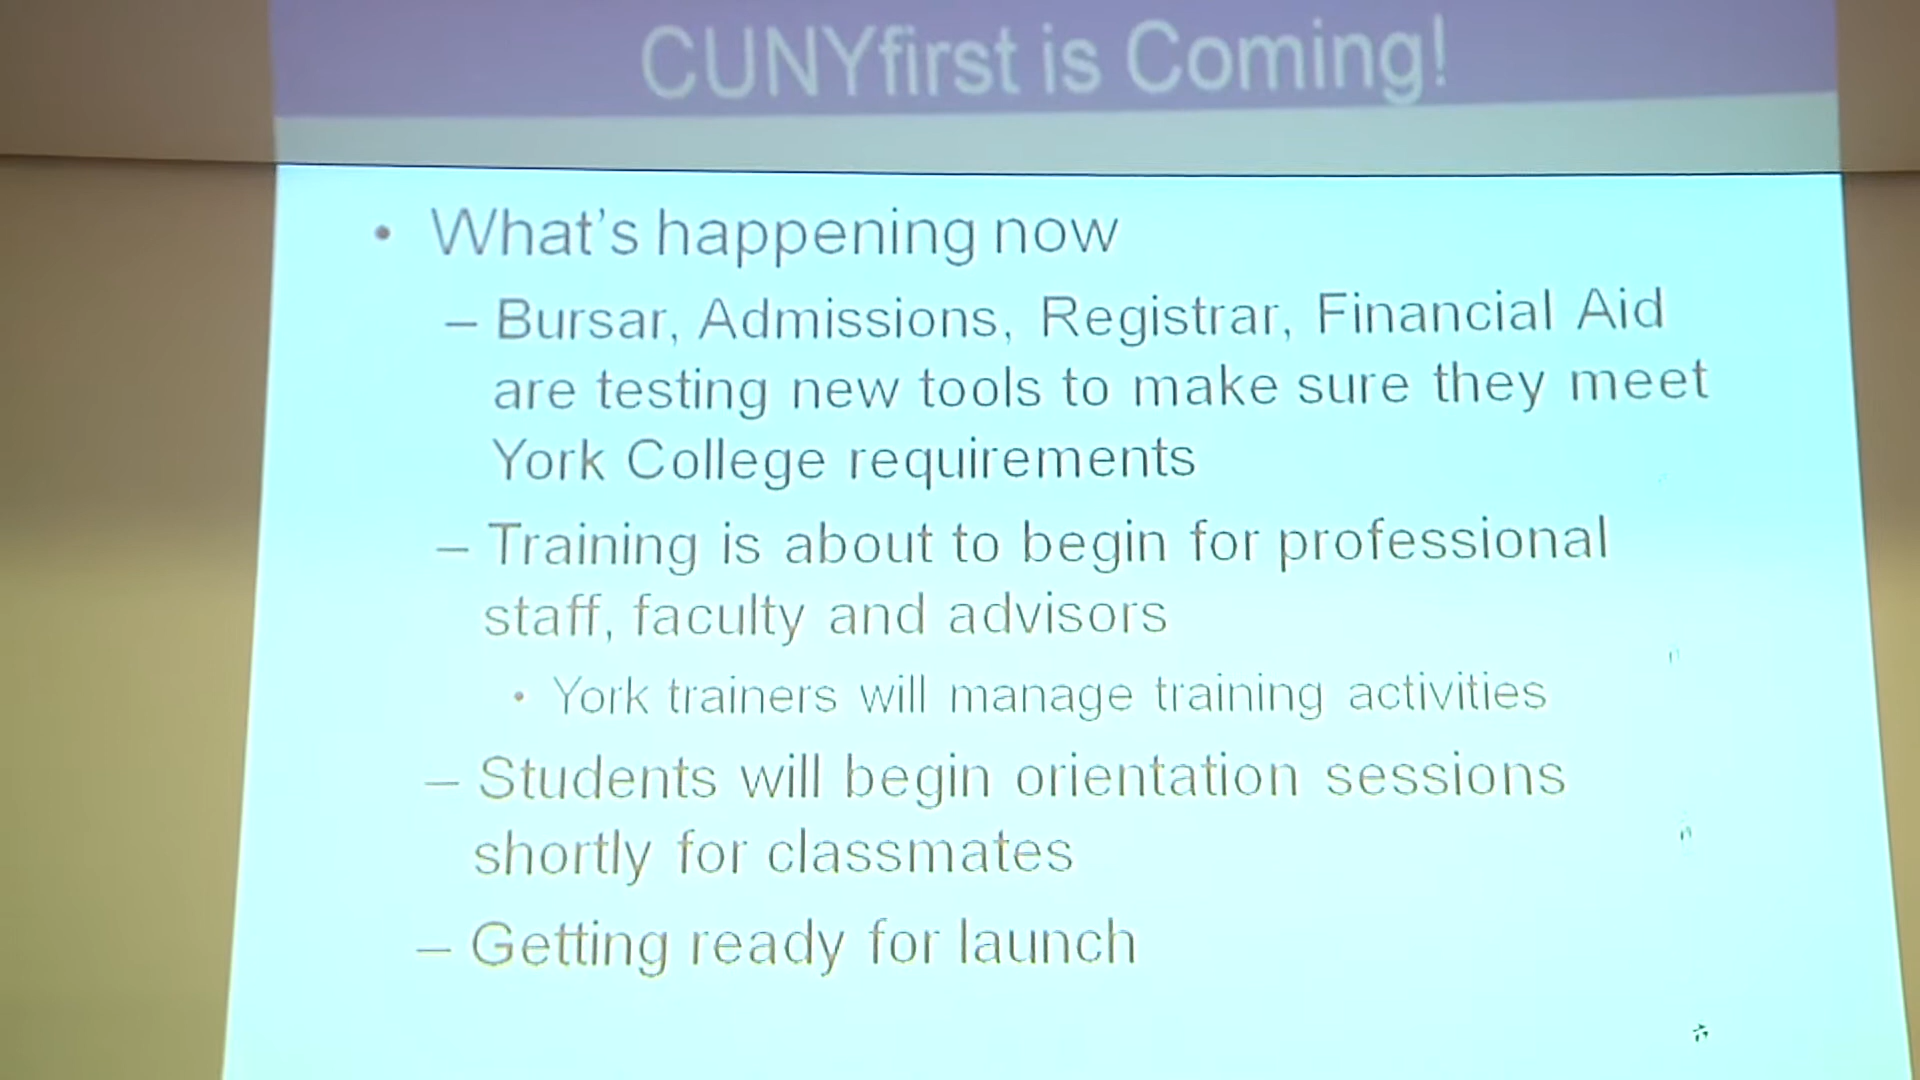 CUNYfirst is Coming!
• What's happening now
– Bursar, Admissions, Registrar, Financial Aid
are testing new tools to make sure they meet
York College requirements
– Training is about to begin for professional
staff, faculty and advisors
• York trainers will manage training activities
– Students will begin orientation sessions
shortly for classmates
– Getting ready for launch